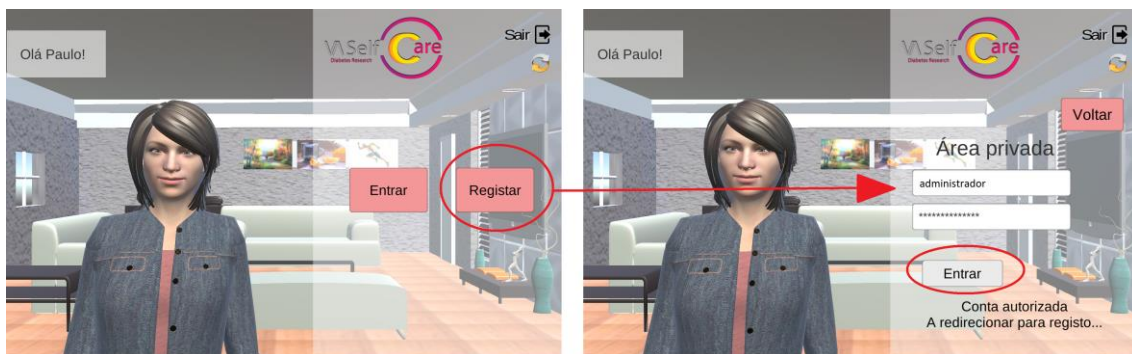 Olá Paulo!
VASelf Care
Diabetes Research
Sair
Entrar
Registar
Olá Paulo!
VASelf Care
Diabetes Research
Sair
Voltar
Área privada
administrador
**************
Entrar
Conta autorizada
A redirecionar para registo...